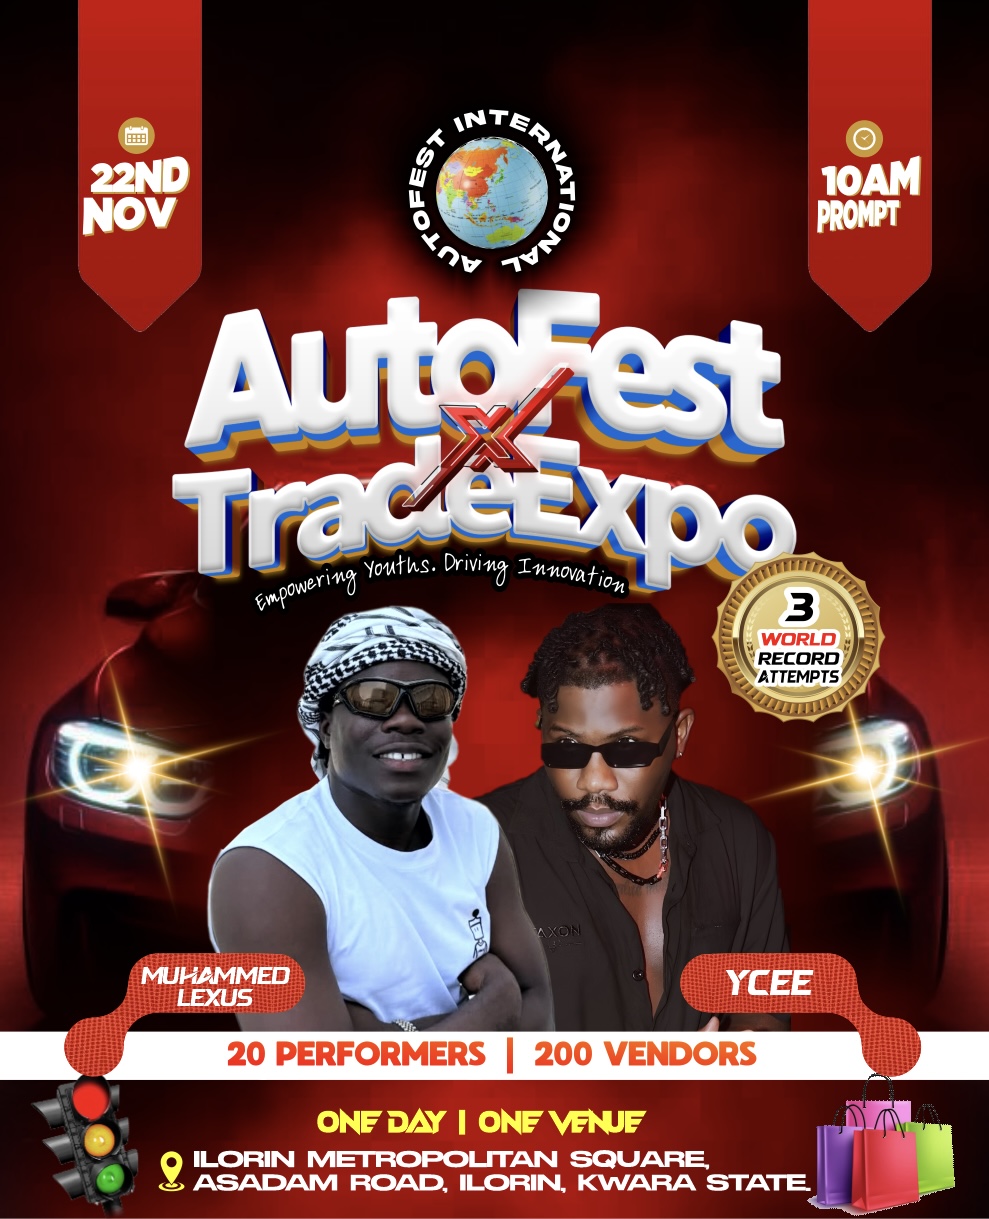 AUTOFEST INTERNATIONAL
22ND
NOV
10AM
PROMPT
AutoFest
X
TradeExpo
Empowering Youths. Driving Innovation
3
WORLD
RECORD
ATTEMPTS
AXON
MUHAMMED
LEXUS
YCEE
20 PERFORMERS | 200 VENDORS
ONE DAY | ONE VENUE
ILORIN METROPOLITAN SQUARE,
ASADAM ROAD, ILORIN, KWARA STATE.